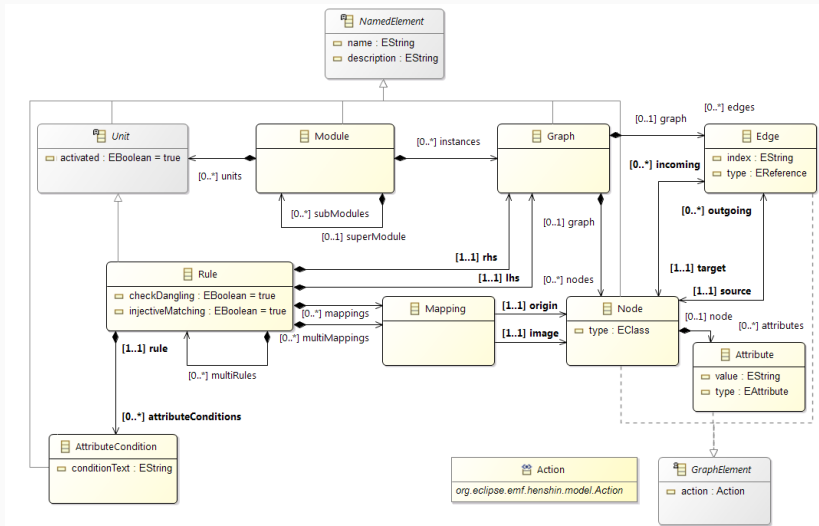 NamedElement
name : EString
description : EString
[0..*] edges
[0..1] graph
Unit
activated : EBoolean = true
Module
[0..*] instances
Graph
Edge
index : EString
type : EReference
[0..*] units
[0..*] incoming
[0..*] subModules
[0..1] superModule
[0..1] graph
[0..*] outgoing
[1..1] rhs
[1..1] lhs
[1..1] target
[1..1] source
Rule
checkDangling : EBoolean = true
injectiveMatching : EBoolean = true
[0..*] mappings
[0..*] multiMappings
Mapping
[1..1] origin
[1..1] image
[0..*] nodes
Node
type : EClass
[0..1] node
[0..*] attributes
[1..1] rule
[0..*] multiRules
Attribute
value : EString
type : EAttribute
[0..*] attributeConditions
AttributeCondition
conditionText : EString
Action
org.eclipse.emf.henshin.model.Action
GraphElement
action : Action